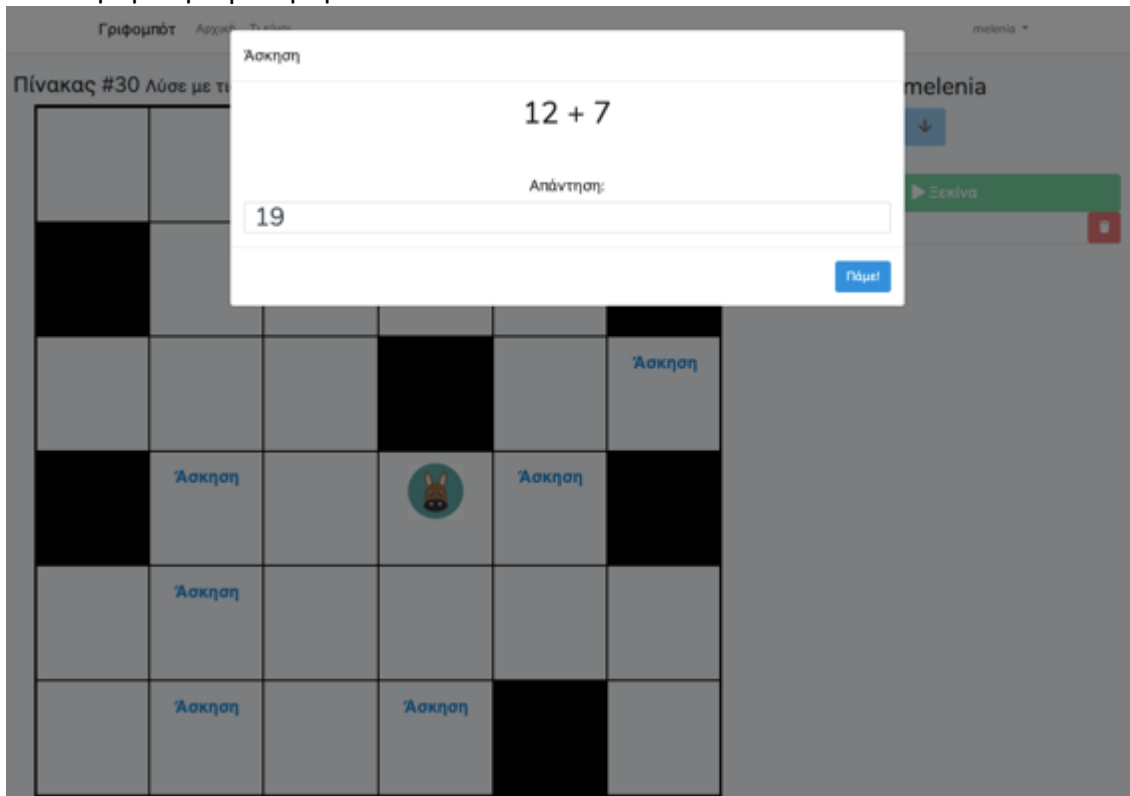 Γριφομπότ Αρχική
melenia
Άσκηση
Πίνακας #30 Λύσε με τι
melenia
12 + 7
Απάντηση:
Ξεκίνα
19
Πάμε!
Άσκηση
Άσκηση Άσκηση
Άσκηση
Άσκηση Άσκηση